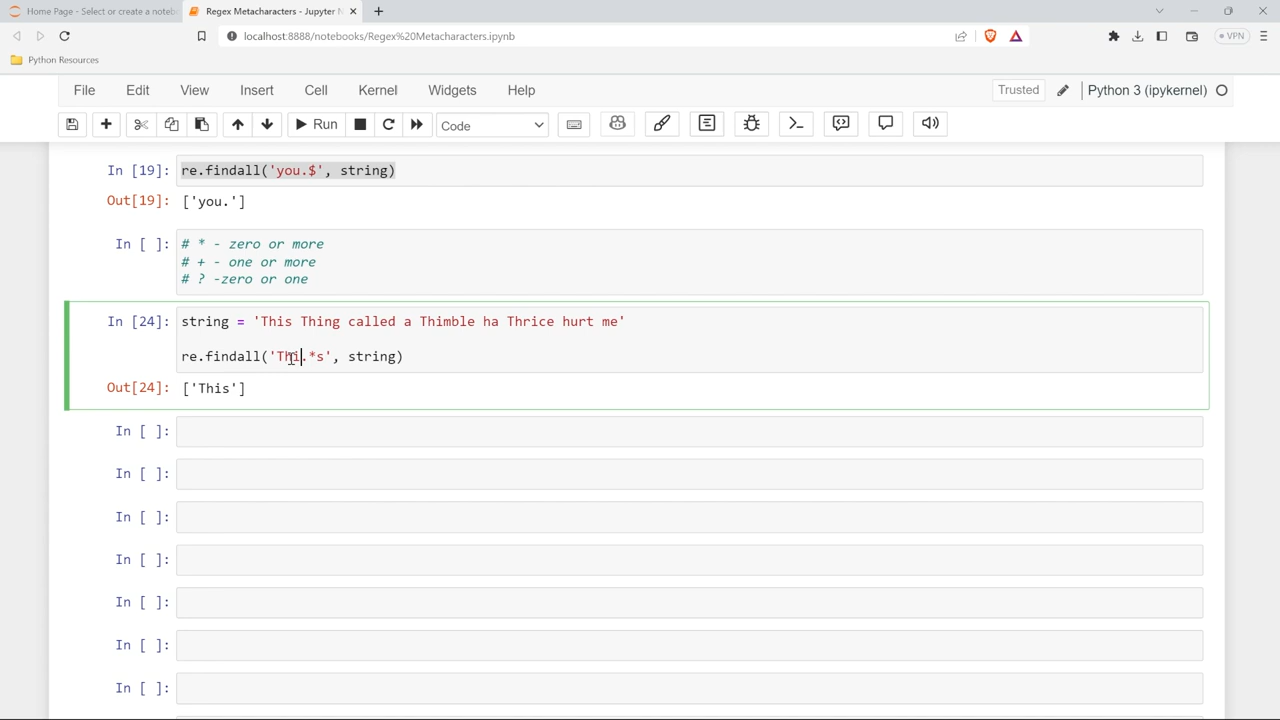 Home Page - Select or create a noteb
Regex Metacharacters - Jupyter N
localhost:8888/notebooks/Regex%20Metacharacters.ipynb
VPN
Python Resources
File Edit View Insert Cell Kernel Widgets Help
Trusted
Python 3 (ipykernel)
Run
Code
In [19]: re.findall('you.$', string)
Out[19]: ['you.']
In [ ]: # * - zero or more
# + - one or more
# ? -zero or one
In [24]: string = 'This Thing called a Thimble ha Thrice hurt me'
re.findall('Thi.*s', string)
Out[24]: ['This']
In [ ]:
In [ ]:
In [ ]:
In [ ]:
In [ ]:
In [ ]:
In [ ]: